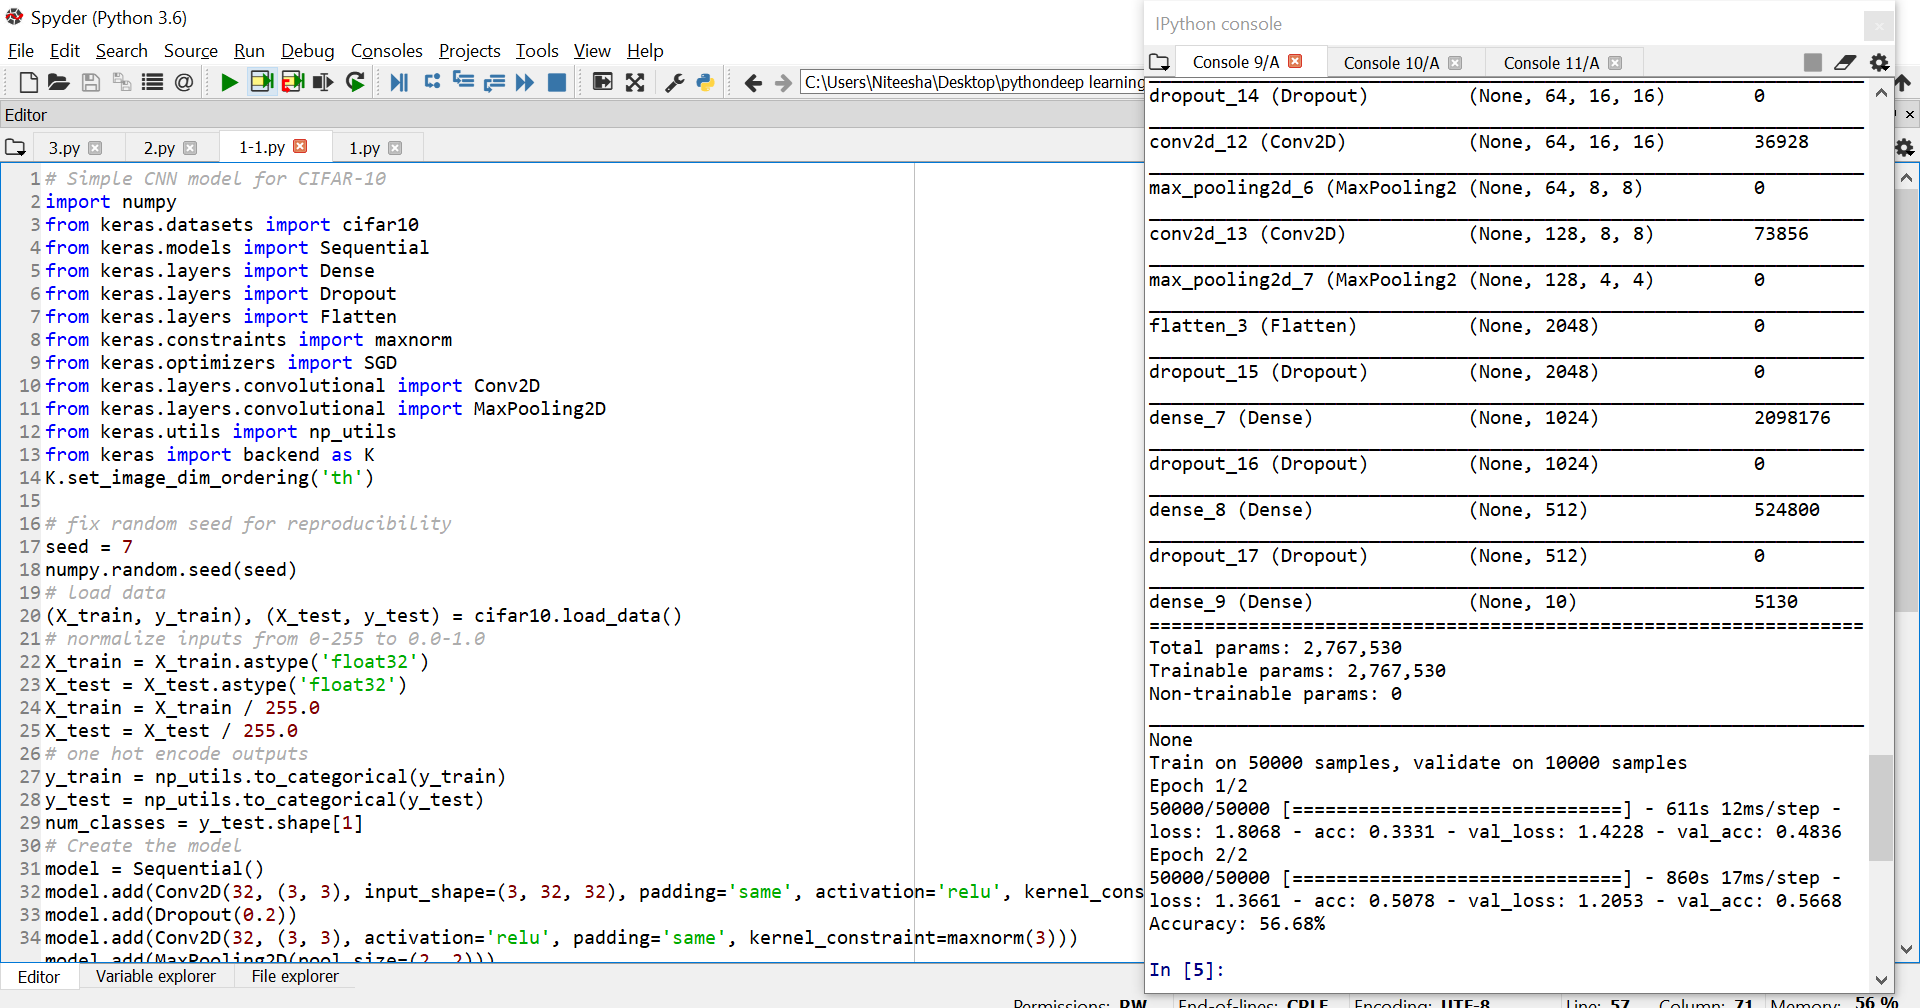 Spyder (Python 3.6)
File Edit Search Source Run Debug Consoles Projects Tools View Help
C:\Users\Niteesha\Desktop\pythondeep learning
Editor
3.py 2.py 1-1.py 1.py
1 # Simple CNN model for CIFAR-10
2 import numpy
3 from keras.datasets import cifar10
4 from keras.models import Sequential
5 from keras.layers import Dense
6 from keras.layers import Dropout
7 from keras.layers import Flatten
8 from keras.constraints import maxnorm
9 from keras.optimizers import SGD
10 from keras.layers.convolutional import Conv2D
11 from keras.layers.convolutional import MaxPooling2D
12 from keras.utils import np_utils
13 from keras import backend as K
14 K.set_image_dim_ordering('th')
15
16 # fix random seed for reproducibility
17 seed = 7
18 numpy.random.seed(seed)
19 # load data
20 (X_train, y_train), (X_test, y_test) = cifar10.load_data()
21 # normalize inputs from 0-255 to 0.0-1.0
22 X_train = X_train.astype('float32')
23 X_test = X_test.astype('float32')
24 X_train = X_train / 255.0
25 X_test = X_test / 255.0
26 # one hot encode outputs
27 y_train = np_utils.to_categorical(y_train)
28 y_test = np_utils.to_categorical(y_test)
29 num_classes = y_test.shape[1]
30 # Create the model
31 model = Sequential()
32 model.add(Conv2D(32, (3, 3), input_shape=(3, 32, 32), padding='same', activation='relu', kernel_cons
33 model.add(Dropout(0.2))
34 model.add(Conv2D(32, (3, 3), activation='relu', padding='same', kernel_constraint=maxnorm(3)))
model.add(MaxPooling2D(pool_size=(2, 2)))
Editor Variable explorer File explorer
IPython console
Console 9/A Console 10/A Console 11/A
dropout_14 (Dropout) (None, 64, 16, 16) 0
conv2d_12 (Conv2D) (None, 64, 16, 16) 36928
max_pooling2d_6 (MaxPooling2 (None, 64, 8, 8) 0
conv2d_13 (Conv2D) (None, 128, 8, 8) 73856
max_pooling2d_7 (MaxPooling2 (None, 128, 4, 4) 0
flatten_3 (Flatten) (None, 2048) 0
dropout_15 (Dropout) (None, 2048) 0
dense_7 (Dense) (None, 1024) 2098176
dropout_16 (Dropout) (None, 1024) 0
dense_8 (Dense) (None, 512) 524800
dropout_17 (Dropout) (None, 512) 0
dense_9 (Dense) (None, 10) 5130
=================================================================
Total params: 2,767,530
Trainable params: 2,767,530
Non-trainable params: 0
_________________________________________________________________
None
Train on 50000 samples, validate on 10000 samples
Epoch 1/2
50000/50000 [==============================] - 611s 12ms/step -
loss: 1.8068 - acc: 0.3331 - val_loss: 1.4228 - val_acc: 0.4836
Epoch 2/2
50000/50000 [==============================] - 860s 17ms/step -
loss: 1.3661 - acc: 0.5078 - val_loss: 1.2053 - val_acc: 0.5668
Accuracy: 56.68%
In [5]:
Permissions: RW End-of-lines: CRLF Encoding: UTF-8 Line: 57 Column: 71 Memory: 56 %